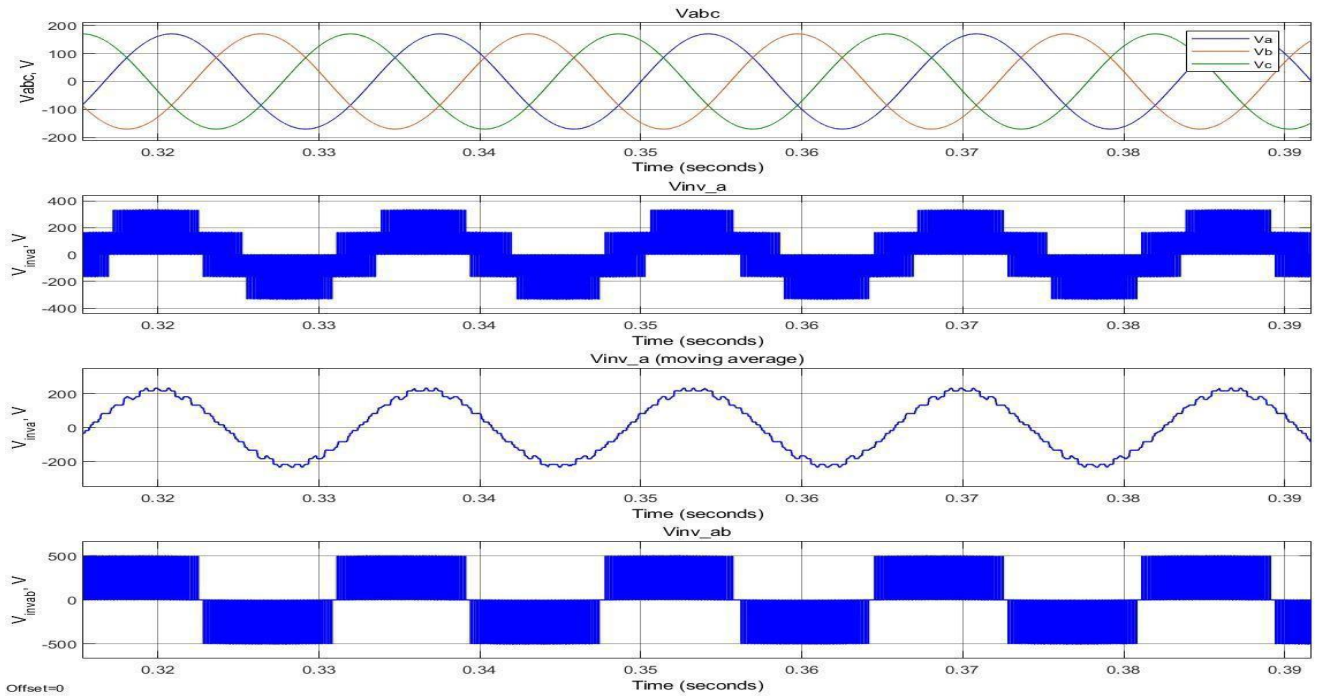 Vabc
Vabc, V
200
100
0
-100
-200
Va
Vb
Vc
0.32 0.33 0.34 0.35 0.36 0.37 0.38 0.39
Time (seconds)
Vinv_a
V_inva, V
400
200
0
-200
-400
0.32 0.33 0.34 0.35 0.36 0.37 0.38 0.39
Time (seconds)
Vinv_a (moving average)
V_inva, V
200
0
-200
0.32 0.33 0.34 0.35 0.36 0.37 0.38 0.39
Time (seconds)
Vinv_ab
V_invab, V
500
0
-500
0.32 0.33 0.34 0.35 0.36 0.37 0.38 0.39
Time (seconds)
Offset=0